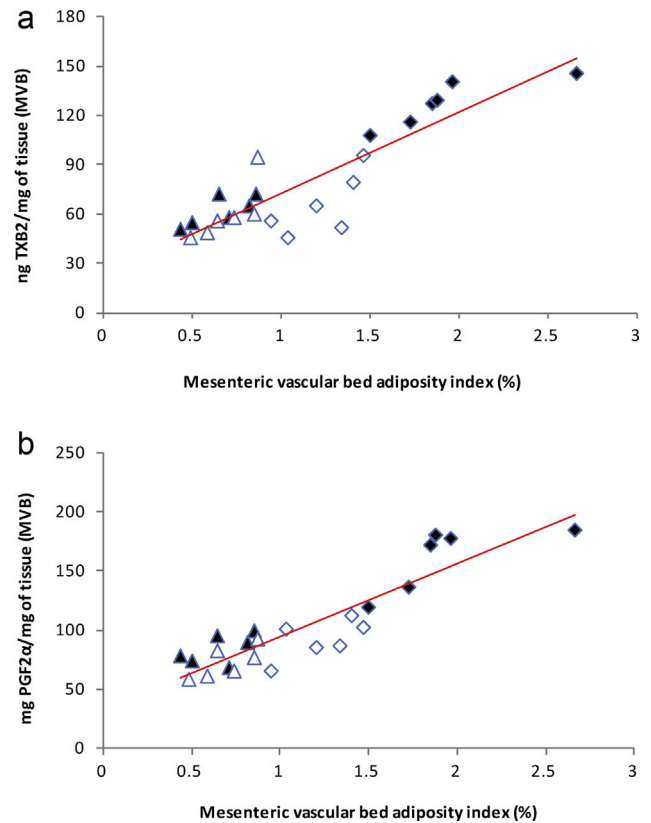 a
180
150
120
90
60
30
0
ng TXB2/mg of tissue (MVB)
0 0.5 1 1.5 2 2.5 3
Mesenteric vascular bed adiposity index (%)
b
250
200
150
100
50
0
mg PGF2α/mg of tissue (MVB)
0 0.5 1 1.5 2 2.5 3
Mesenteric vascular bed adiposity index (%)